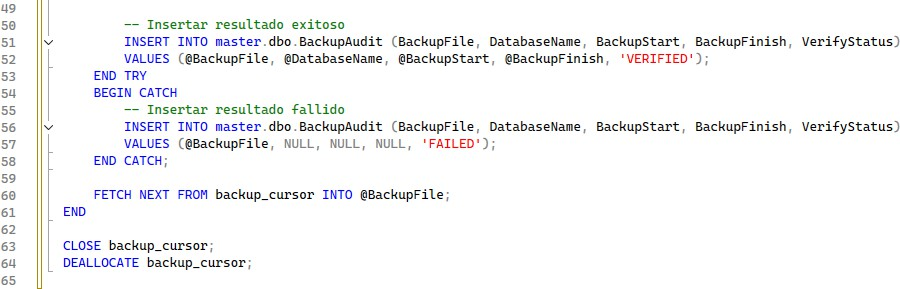 49
50 -- Insertar resultado exitoso
51 INSERT INTO master.dbo.BackupAudit (BackupFile, DatabaseName, BackupStart, BackupFinish, VerifyStatus)
52 VALUES (@BackupFile, @DatabaseName, @BackupStart, @BackupFinish, 'VERIFIED');
53 END TRY
54 BEGIN CATCH
55 -- Insertar resultado fallido
56 INSERT INTO master.dbo.BackupAudit (BackupFile, DatabaseName, BackupStart, BackupFinish, VerifyStatus)
57 VALUES (@BackupFile, NULL, NULL, NULL, 'FAILED');
58 END CATCH;
59
60 FETCH NEXT FROM backup_cursor INTO @BackupFile;
61 END
62
63 CLOSE backup_cursor;
64 DEALLOCATE backup_cursor;
65